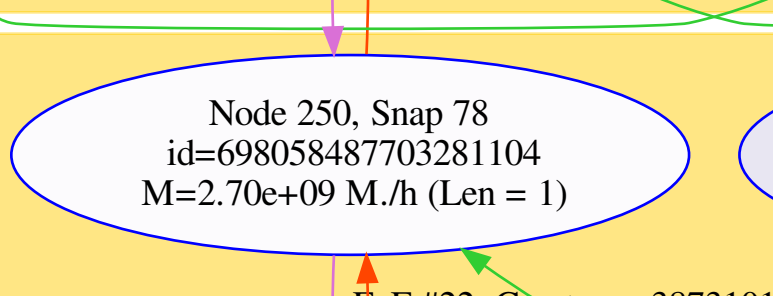 Node 250, Snap 78
id=698058487703281104
M=2.70e+09 M./h (Len = 1)